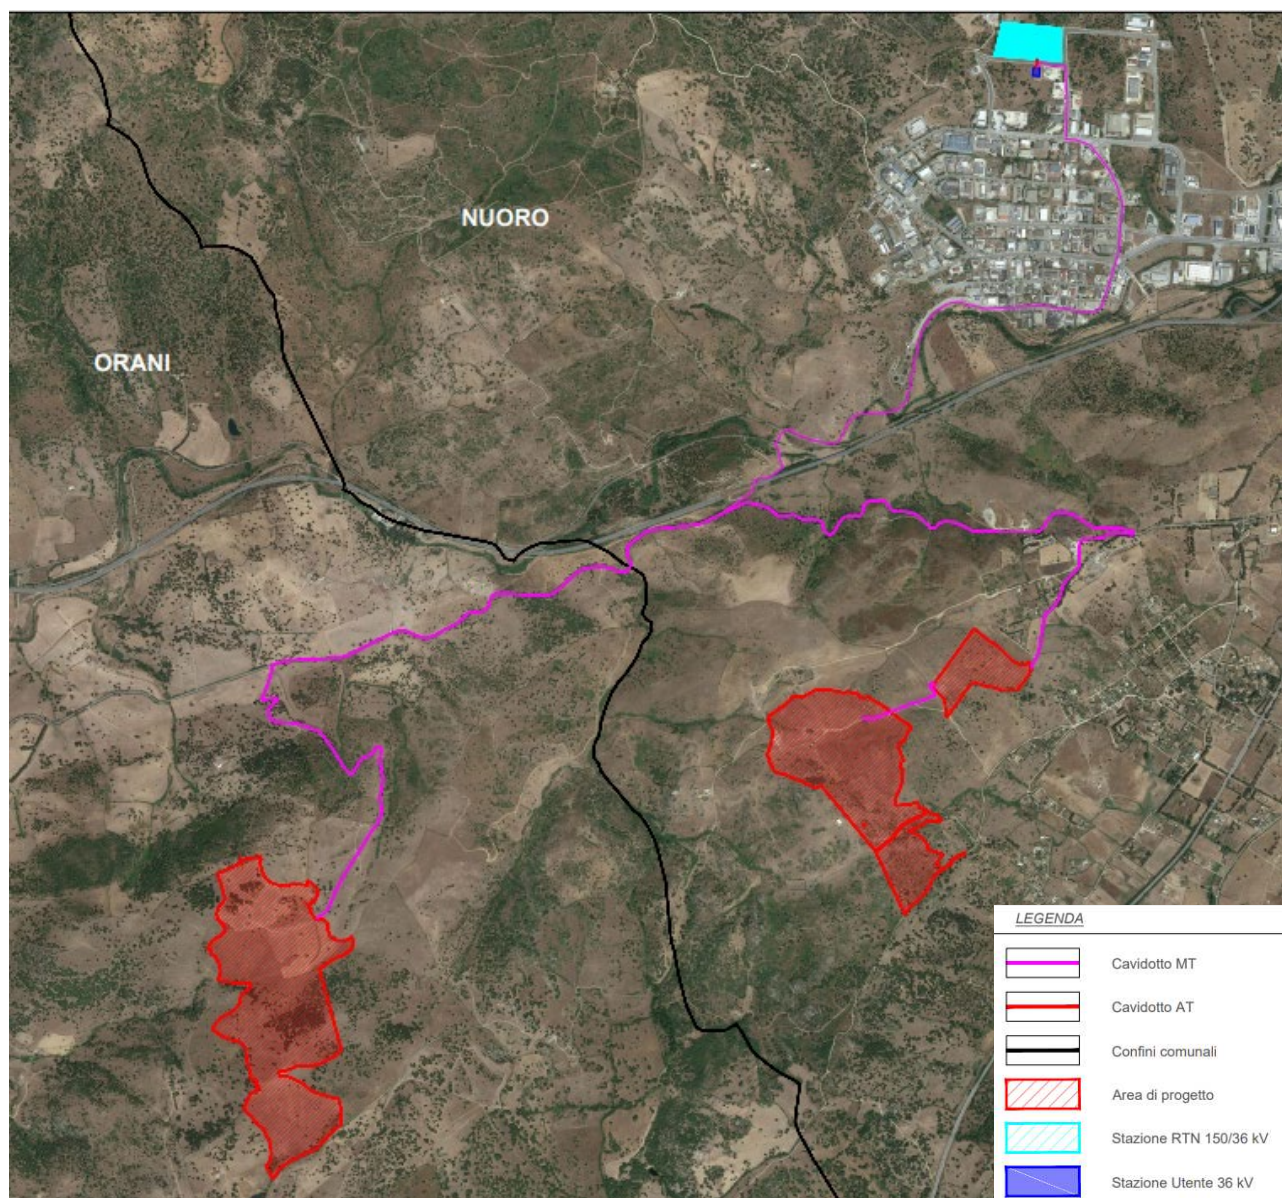 NUORO
ORANI
LEGENDA
Cavidotto MT
Cavidotto AT
Confini comunali
Area di progetto
Stazione RTN 150/36 kV
Stazione Utente 36 kV